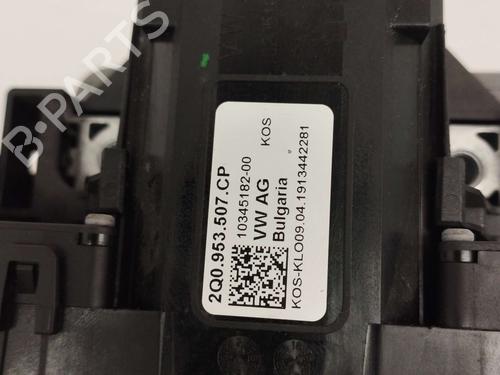 2Q0.953.507.CP
10345182-00 KOS
VW AG
Bulgaria
KOS-KLO09.04.1913442281
B-PARTS